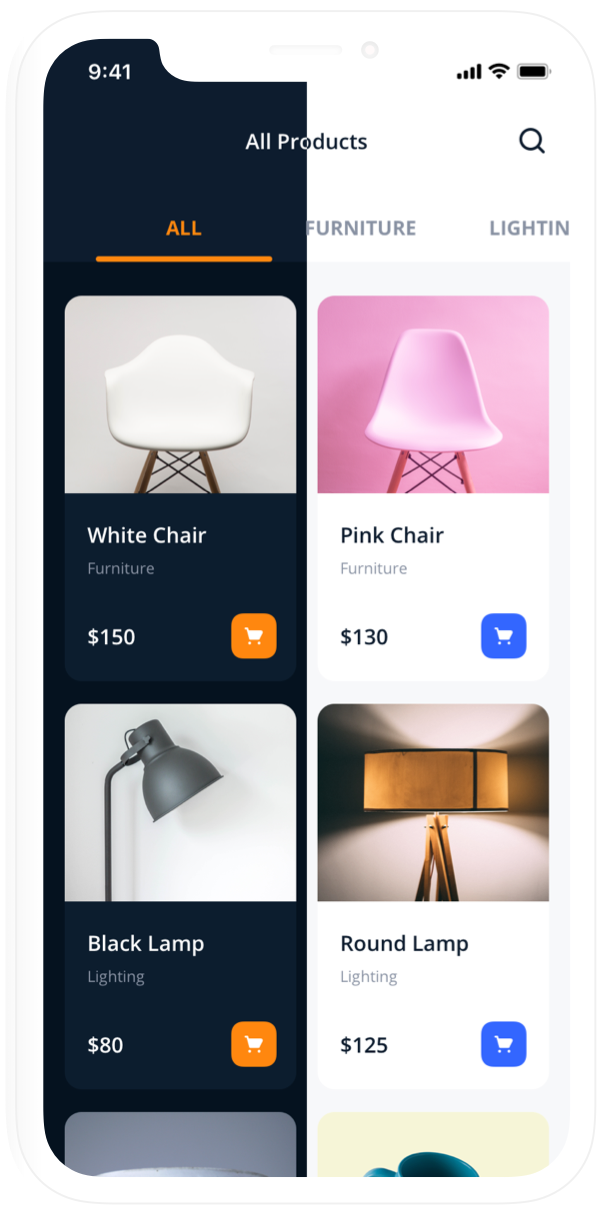 9:41
All Products
ALL FURNITURE LIGHTIN
White Chair
Furniture
$150
Pink Chair
Furniture
$130
Black Lamp
Lighting
$80
Round Lamp
Lighting
$125